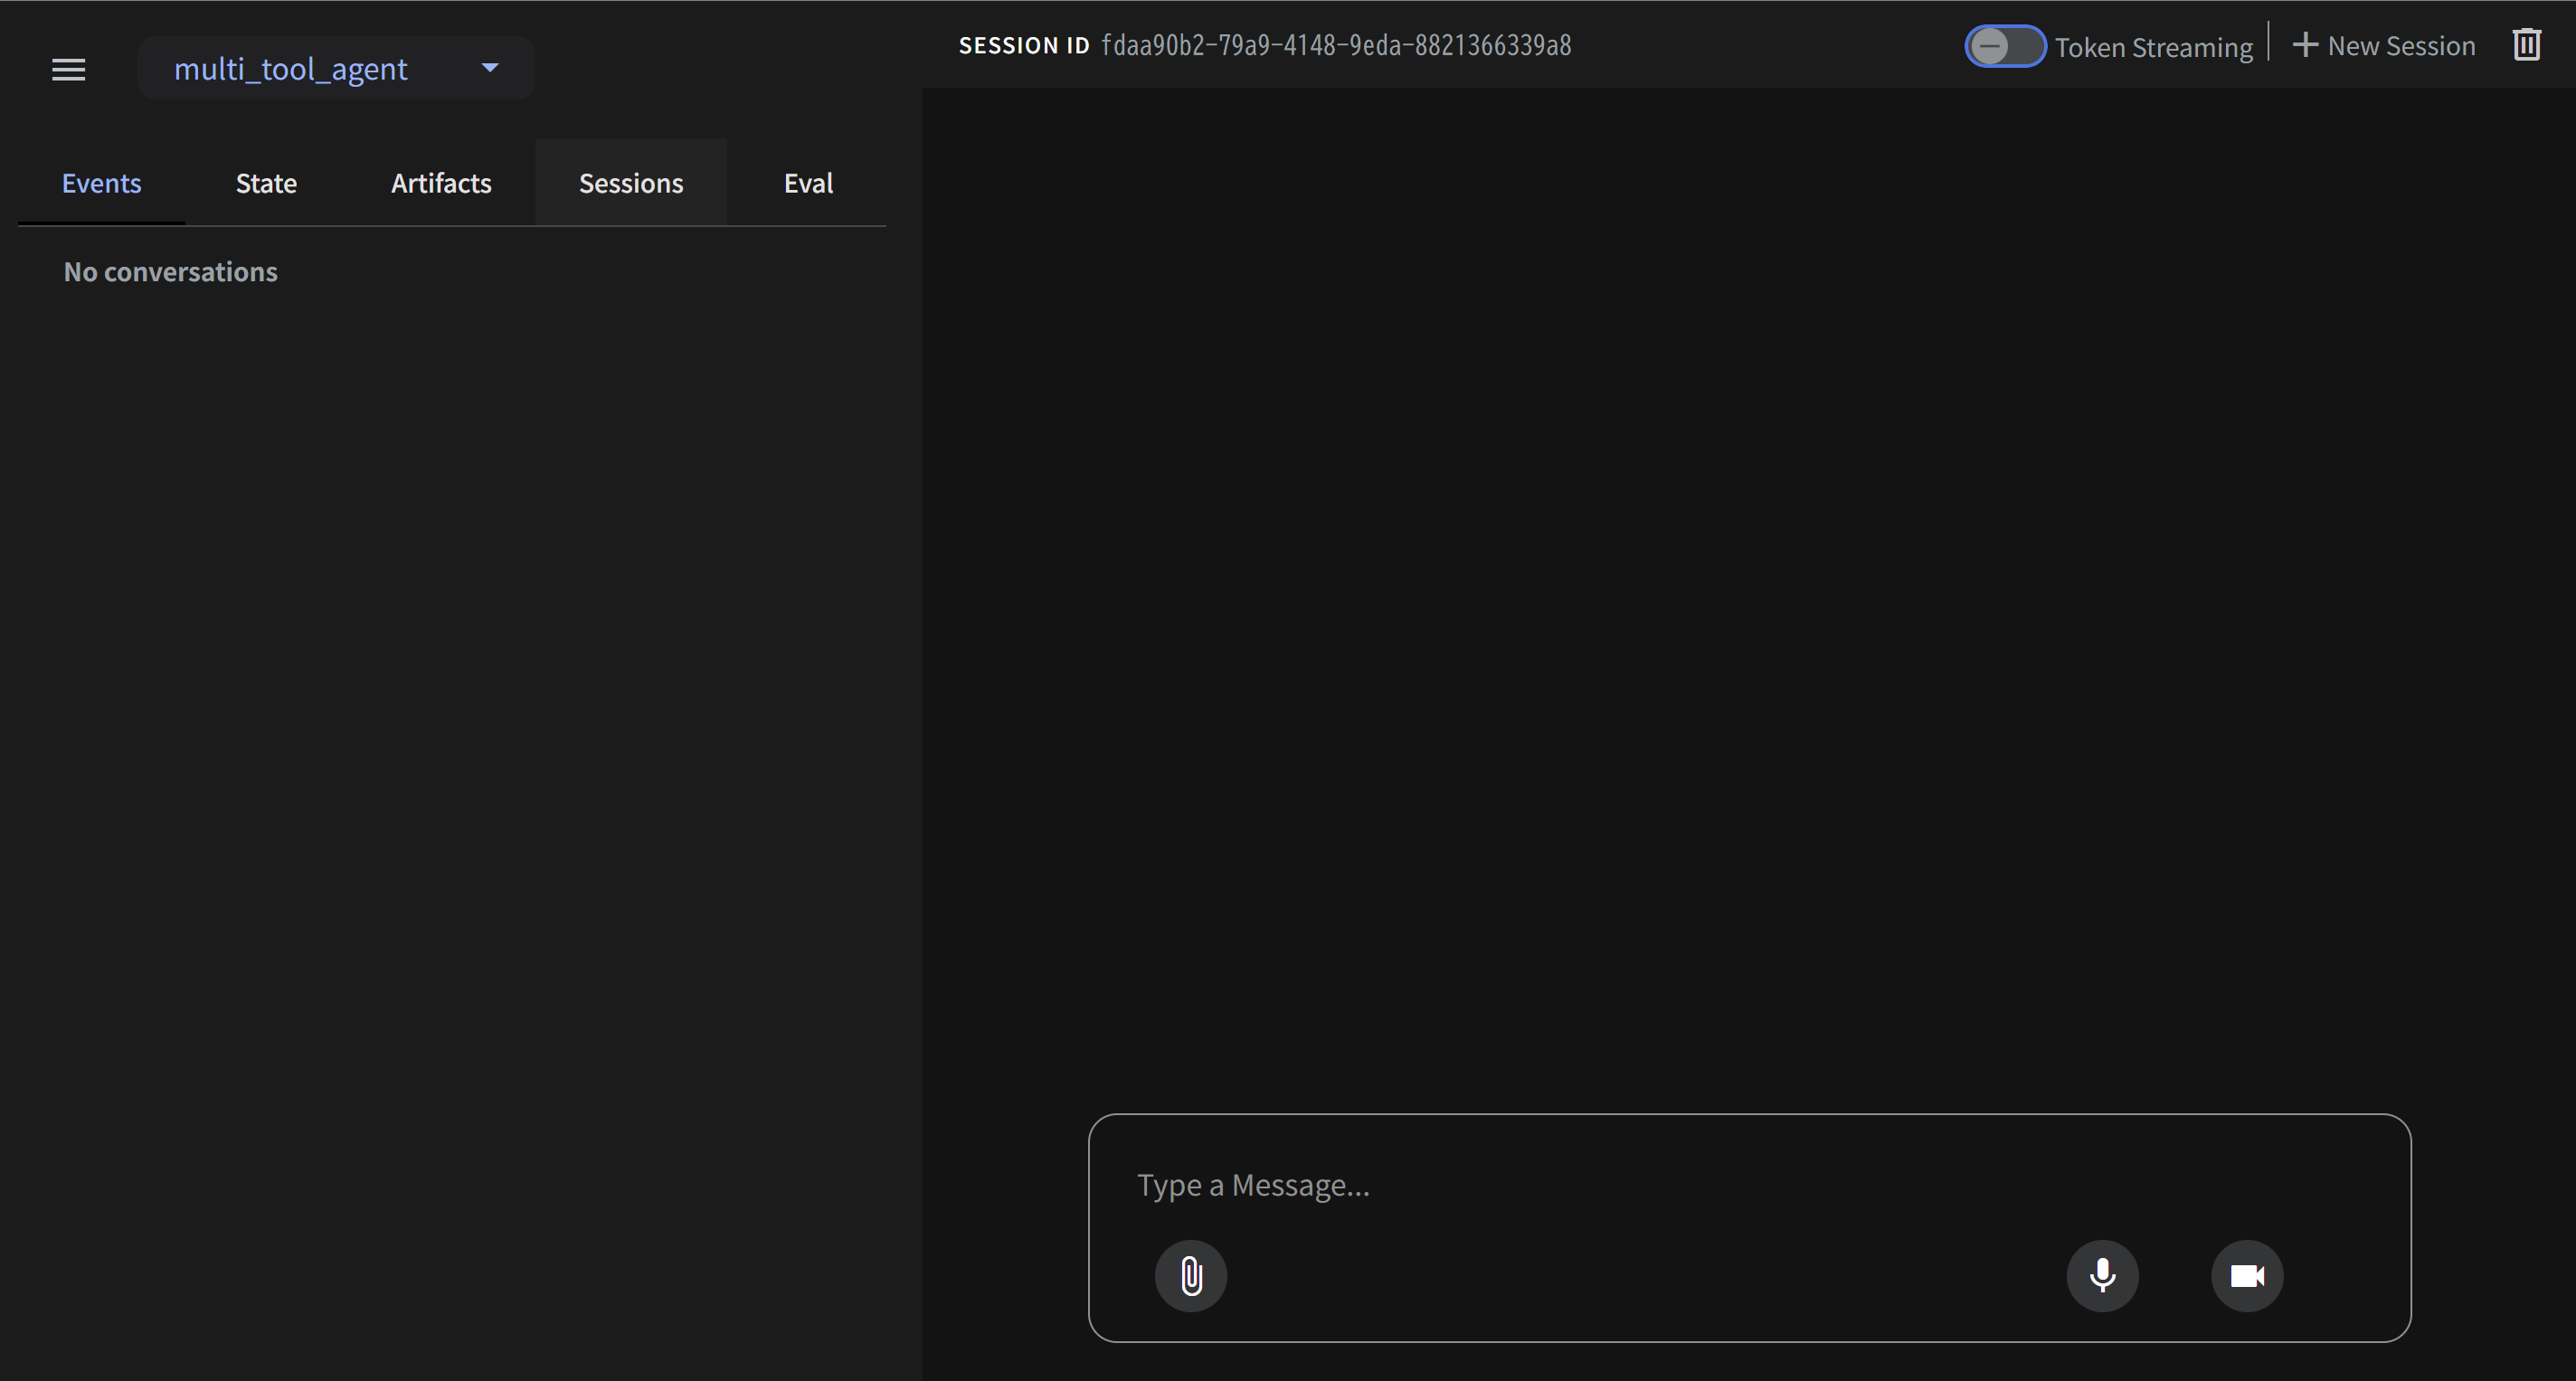 multi_tool_agent
SESSION ID fdaa90b2-79a9-4148-9eda-8821366339a8
Token Streaming
New Session
Events State Artifacts Sessions Eval
No conversations
Type a Message...